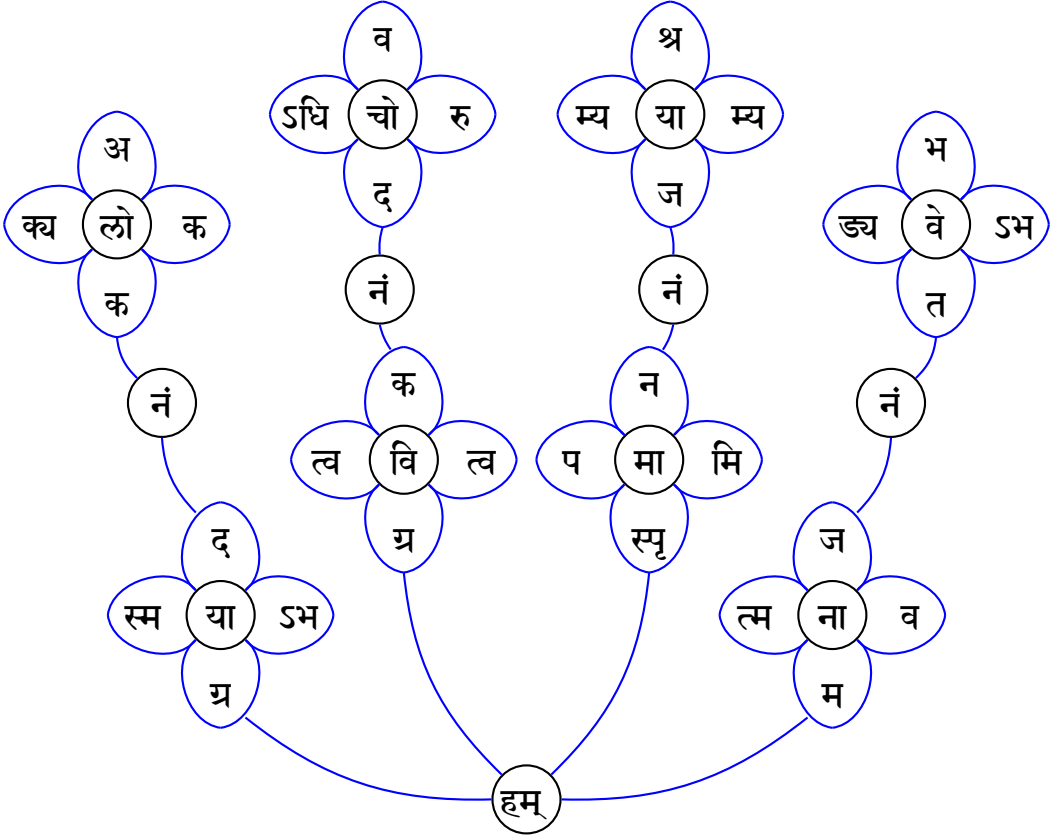 व श्र
ऽधि चो रु म्य या म्य
अ भ
द ज
क्य लो क ड्य वे ऽभ
नं नं
क त
क न
नं नं
त्व वि त्व प मा मि
द ग्र स्पृ ज
स्म या ऽभ त्म ना व
ग्र म
हम्